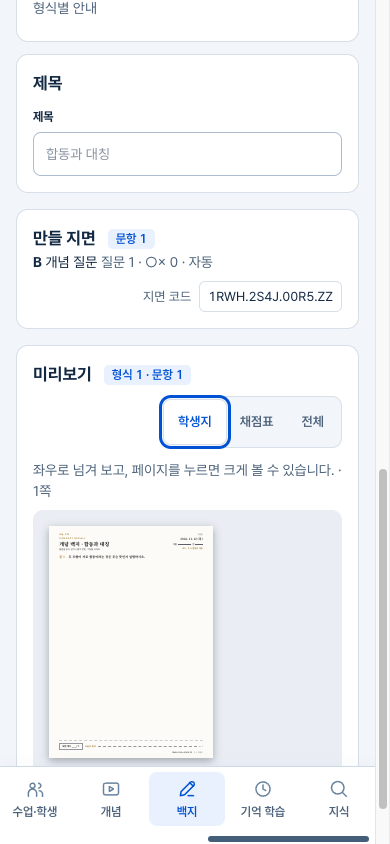 형식별 안내
제목
제목
합동과 대칭
만들 지면 문항 1
B 개념 질문 질문 1 · ○× 0 · 자동
지면 코드 1RWH.2S4J.00R5.ZZ
미리보기 형식 1 · 문항 1
학생지 채점표 전체
좌우로 넘겨 보고, 페이지를 누르면 크게 볼 수 있습니다. ·
1쪽
개념 백지 · 합동과 대칭
수업·학생 개념 백지 기억 학습 지식